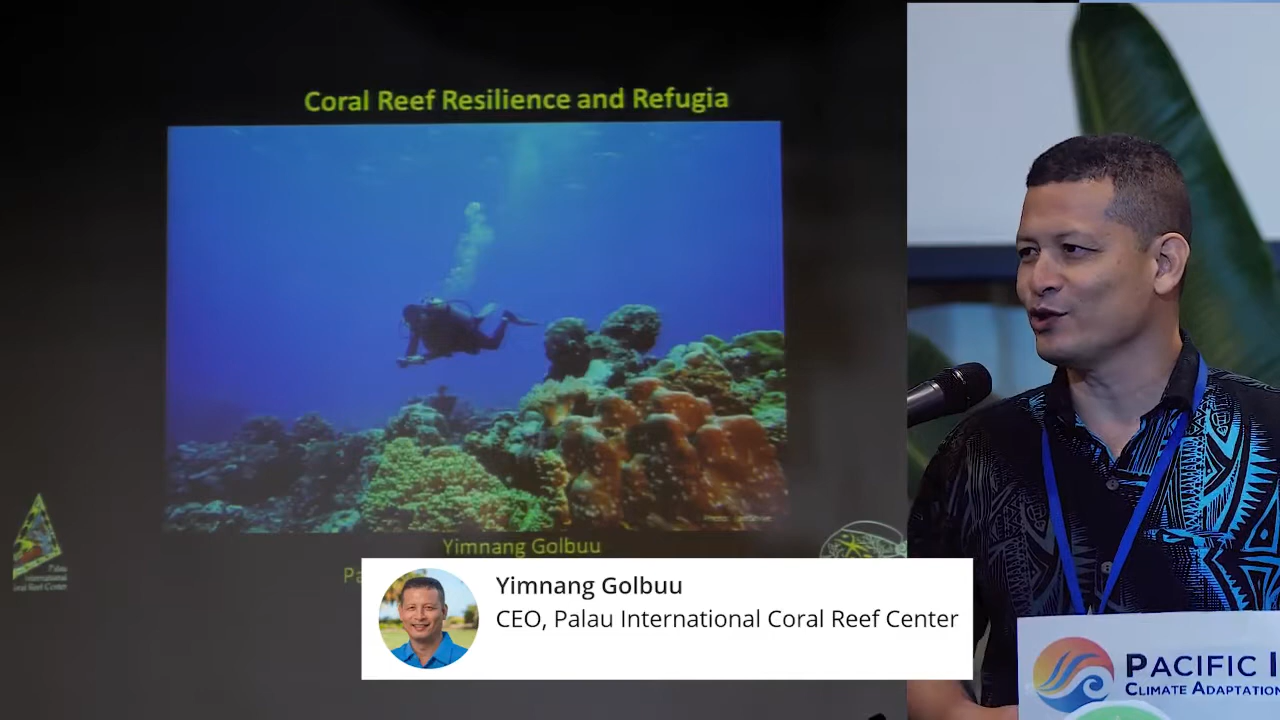 Coral Reef Resilience and Refugia
Yimnang Golbuu
Pa
Palau
International
Coral Reef Center
Yimnang Golbuu
CEO, Palau International Coral Reef Center
PACIFIC I
CLIMATE ADAPTATION